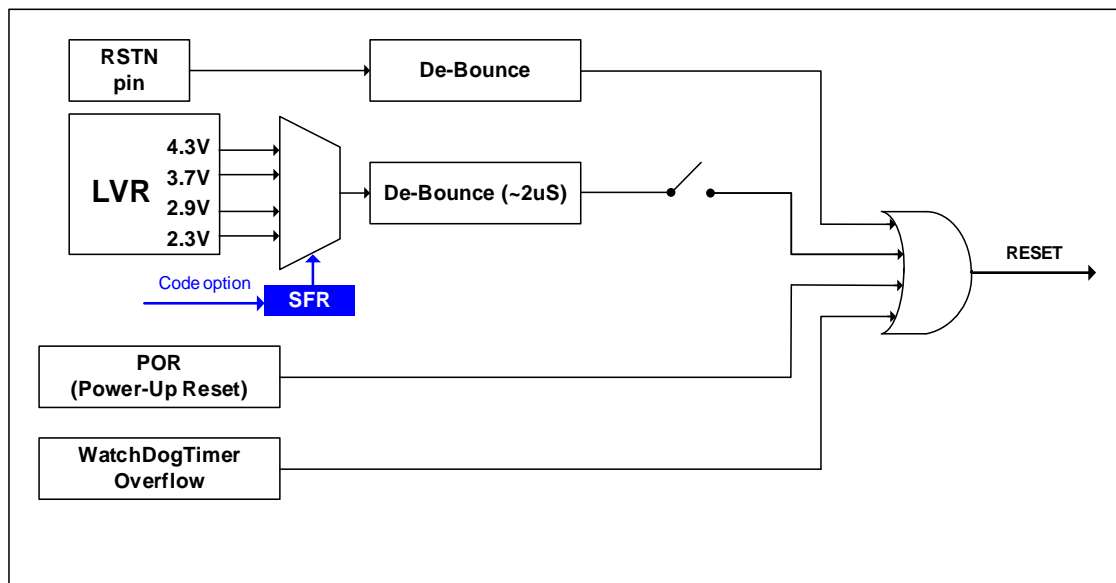 RSTN
pin
De-Bounce
LVR
4.3V
3.7V
2.9V
2.3V
De-Bounce (~2uS)
Code option
SFR
RESET
POR
(Power-Up Reset)
WatchDogTimer
Overflow